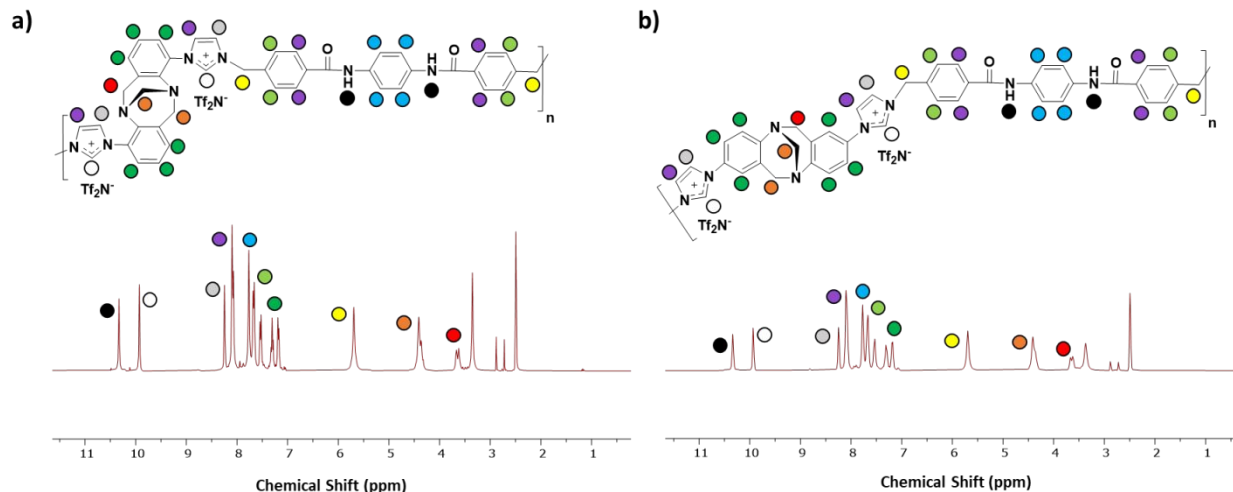 a)
O
O
N
N
+
N
H
N
H
Tf₂N⁻
n
N
N
N
+
N
Tf₂N⁻
11 10 9 8 7 6 5 4 3 2 1
Chemical Shift (ppm)
b)
O
O
N
H
N
H
n
N
+
N
Tf₂N⁻
N
N
N
+
N
Tf₂N⁻
11 10 9 8 7 6 5 4 3 2 1
Chemical Shift (ppm)